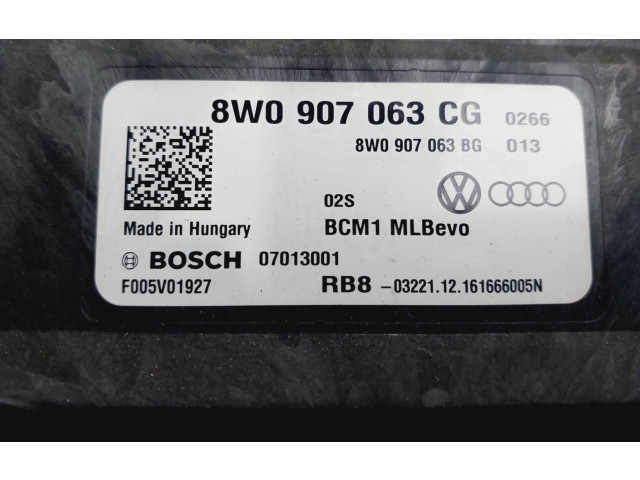 8W0 907 063 CG 0266
8W0 907 063 BG 013
02S
Made in Hungary BCM1 MLBevo
BOSCH 07013001
F005V01927 RB8 -03221.12.161666005N